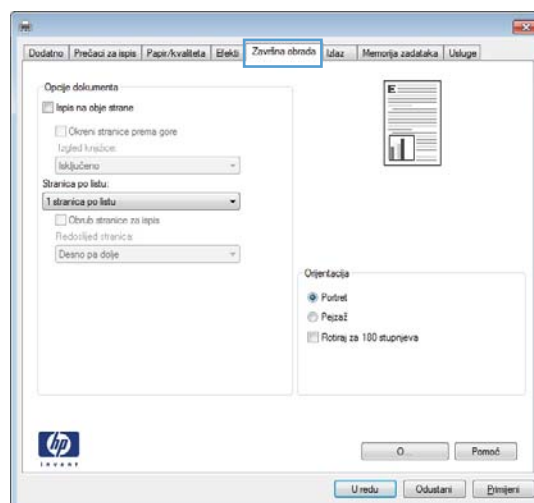 Dodatno Prečaci za ispis Papir/kvaliteta Efekti Završna obrada Izlaz Memorija zadataka Usluge
Opcije dokumenta
Ispis na obje strane
Okreni stranice prema gore
Izgled knjižice:
Isključeno
Stranica po listu:
1 stranica po listu
Obrub stranice za ispis
Redoslijed stranica:
Desno pa dolje
E
Orijentacija
Portret
Pejzaž
Rotiraj za 180 stupnjeva
hp
invent
O...
Pomoć
U redu Odustani Primijeni